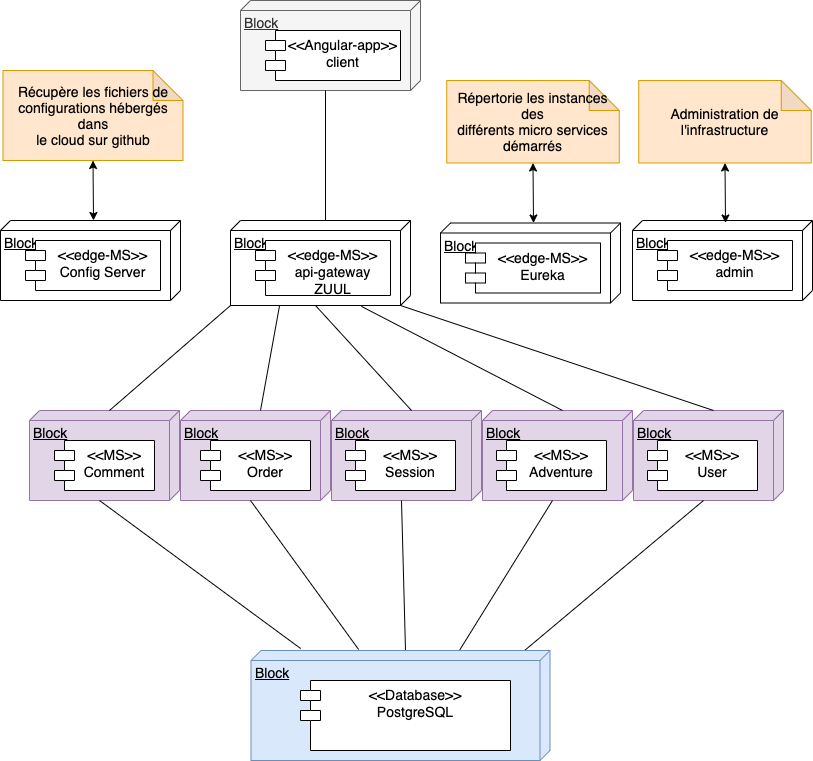 Block
<<Angular-app>>
client
Récupère les fichiers de
configurations hébergés
dans
le cloud sur github
Répertorie les instances
des
différents micro services
démarrés
Administration de
l'infrastructure
Block
<<edge-MS>>
Config Server
Block
<<edge-MS>>
api-gateway
ZUUL
Block
<<edge-MS>>
Eureka
Block
<<edge-MS>>
admin
Block
<<MS>>
Comment
Block
<<MS>>
Order
Block
<<MS>>
Session
Block
<<MS>>
Adventure
Block
<<MS>>
User
Block
<<Database>>
PostgreSQL